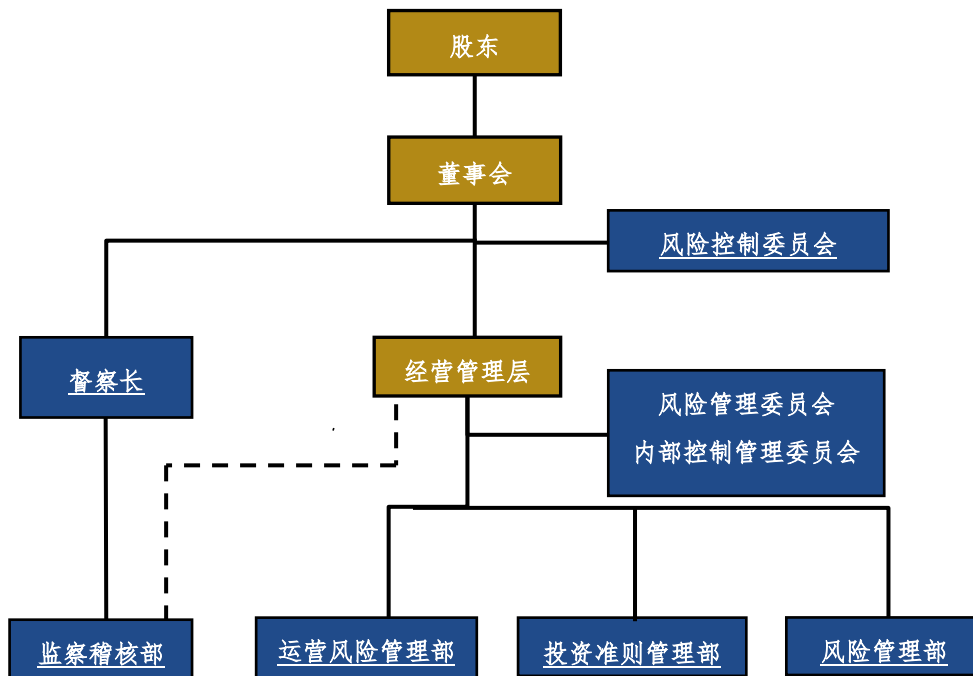 股东
董事会
风险控制委员会
督察长
经营管理层
风险管理委员会
内部控制管理委员会
监察稽核部
运营风险管理部
投资准则管理部
风险管理部